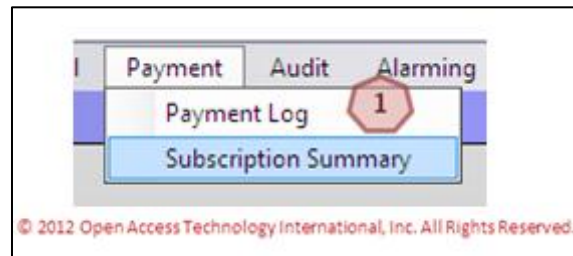 Payment Audit Alarming
Payment Log 1
Subscription Summary
© 2012 Open Access Technology International, Inc. All Rights Reserved.